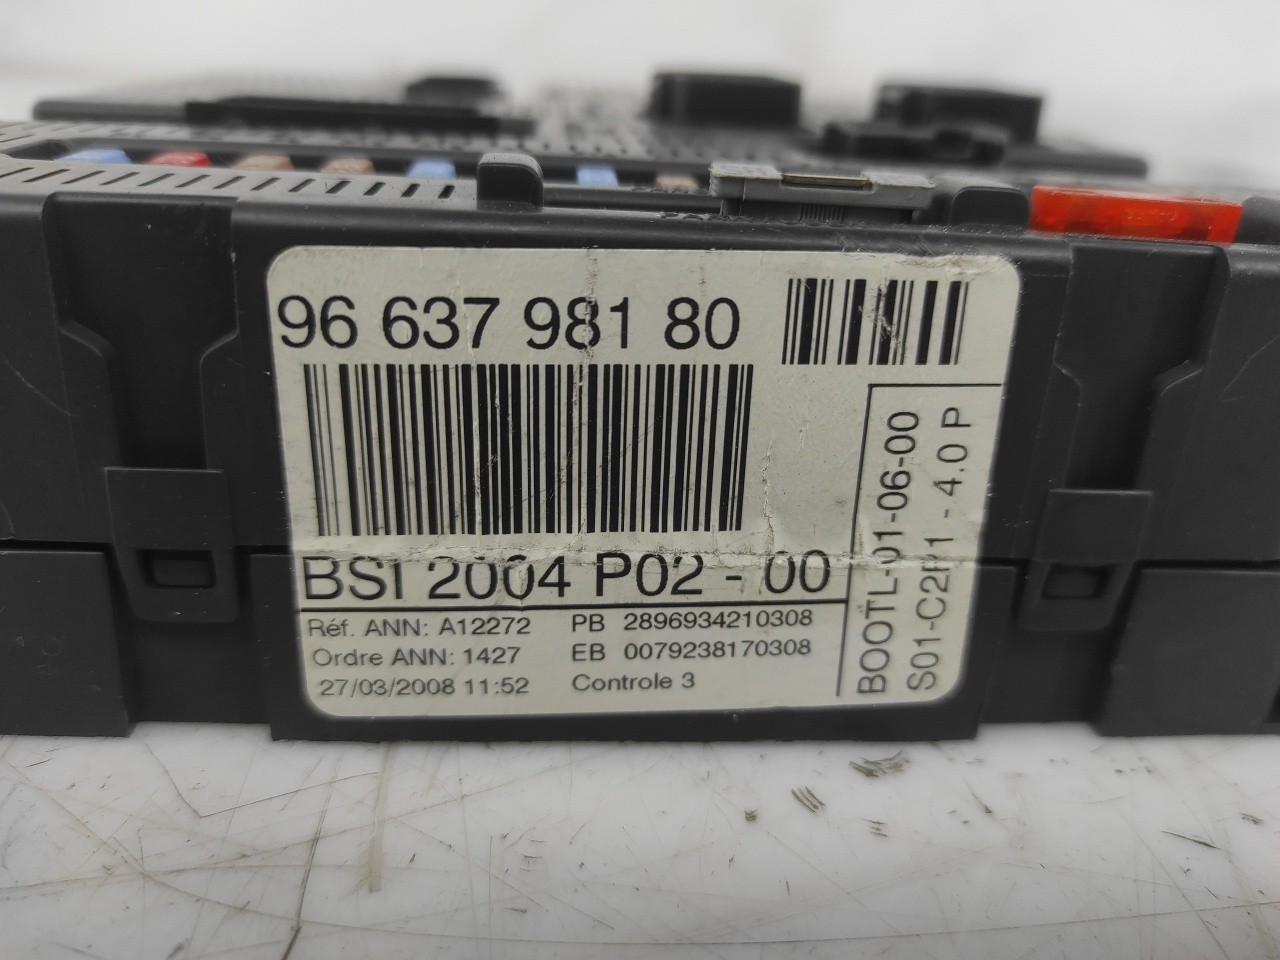 96 637 981 80
BSI 2004 P02 - 00
Réf. ANN: A12272 PB 2896934210308
Ordre ANN: 1427 EB 0079238170308
27/03/2008 11:52 Controle 3
BOOTL-01-06-00
S01-C2P1 - 4.0 P